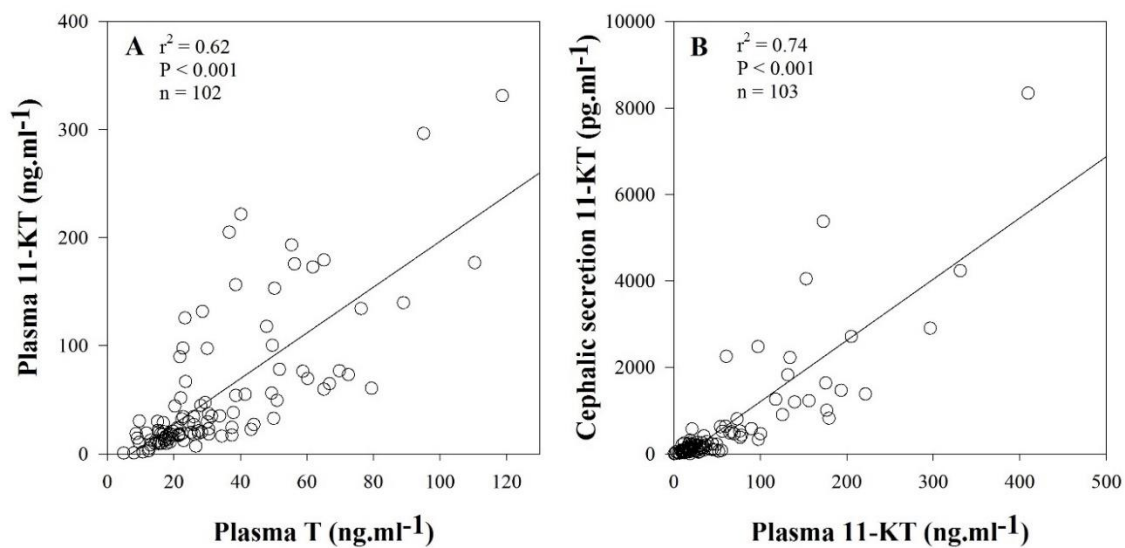 A
r² = 0.62
P < 0.001
n = 102
Plasma 11-KT (ng.ml⁻¹)
400
300
200
100
0
0 20 40 60 80 100 120
Plasma T (ng.ml⁻¹)
B
r² = 0.74
P < 0.001
n = 103
Cephalic secretion 11-KT (pg.ml⁻¹)
10000
8000
6000
4000
2000
0
0 100 200 300 400 500
Plasma 11-KT (ng.ml⁻¹)